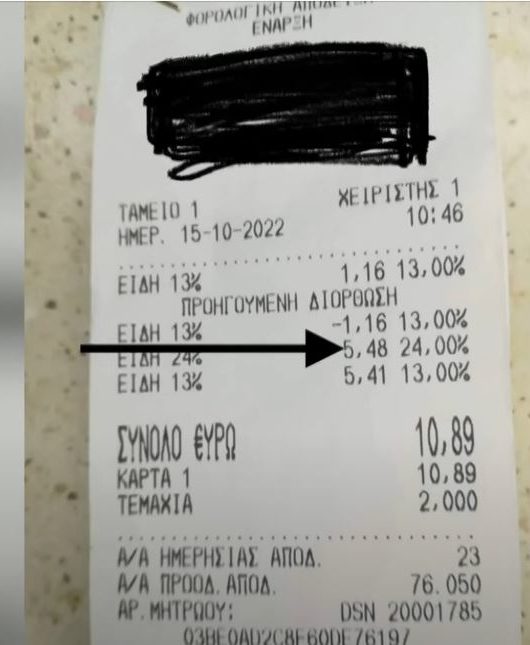 ΦΟΡΟΛΟΓΙΚΗ
ΕΝΑΡΞΗ
ΤΑΜΕΙΟ 1 ΧΕΙΡΙΣΤΗΣ 1
ΗΜΕΡ. 15-10-2022 10:46
ΕΙΔΗ 13% 1,16 13,00%
ΠΡΟΗΓΟΥΜΕΝΗ ΔΙΟΡΘΩΣΗ
ΕΙΔΗ 13% -1,16 13,00%
ΕΙΔΗ 24% 5,48 24,00%
ΕΙΔΗ 13% 5,41 13,00%
ΣΥΝΟΛΟ €ΥΡΩ 10,89
ΚΑΡΤΑ 1 10,89
ΤΕΜΑΧΙΑ 2,000
Α/Α ΗΜΕΡΗΣΙΑΣ ΑΠΟΔ. 23
Α/Α ΠΡΟΟΔ. ΑΠΟΔ. 76.050
ΑΡ. ΜΗΤΡΩΟΥ: DSN 20001785